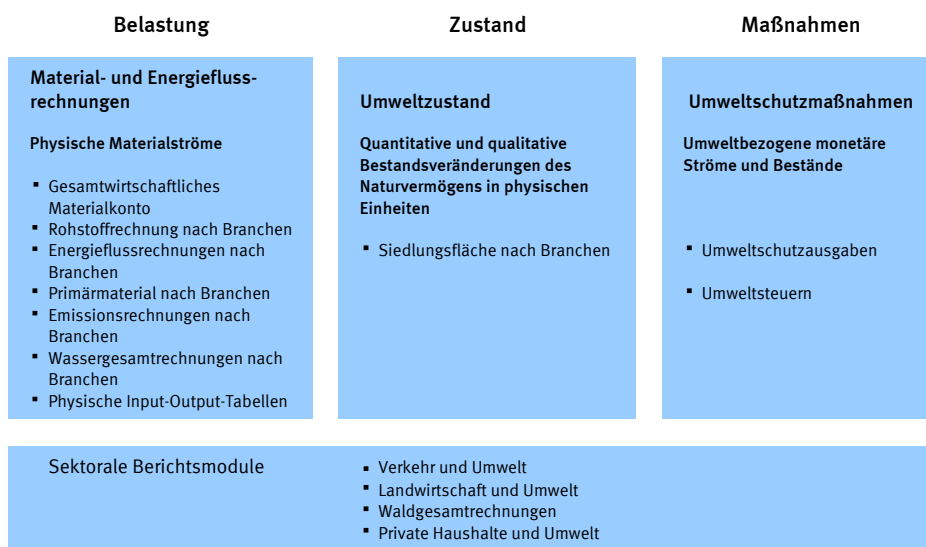 Belastung
Zustand
Maßnahmen
Material- und Energiefluss-
rechnungen
Physische Materialströme
▪ Gesamtwirtschaftliches
Materialkonto
▪ Rohstoffrechnung nach Branchen
▪ Energieflussrechnungen nach
Branchen
▪ Primärmaterial nach Branchen
▪ Emissionsrechnungen nach
Branchen
▪ Wassergesamtrechnungen nach
Branchen
▪ Physische Input-Output-Tabellen
Umweltzustand
Quantitative und qualitative
Bestandsveränderungen des
Naturvermögens in physischen
Einheiten
▪ Siedlungsfläche nach Branchen
Umweltschutzmaßnahmen
Umweltbezogene monetäre
Ströme und Bestände
▪ Umweltschutzausgaben
▪ Umweltsteuern
Sektorale Berichtsmodule
▪ Verkehr und Umwelt
▪ Landwirtschaft und Umwelt
▪ Waldgesamtrechnungen
▪ Private Haushalte und Umwelt